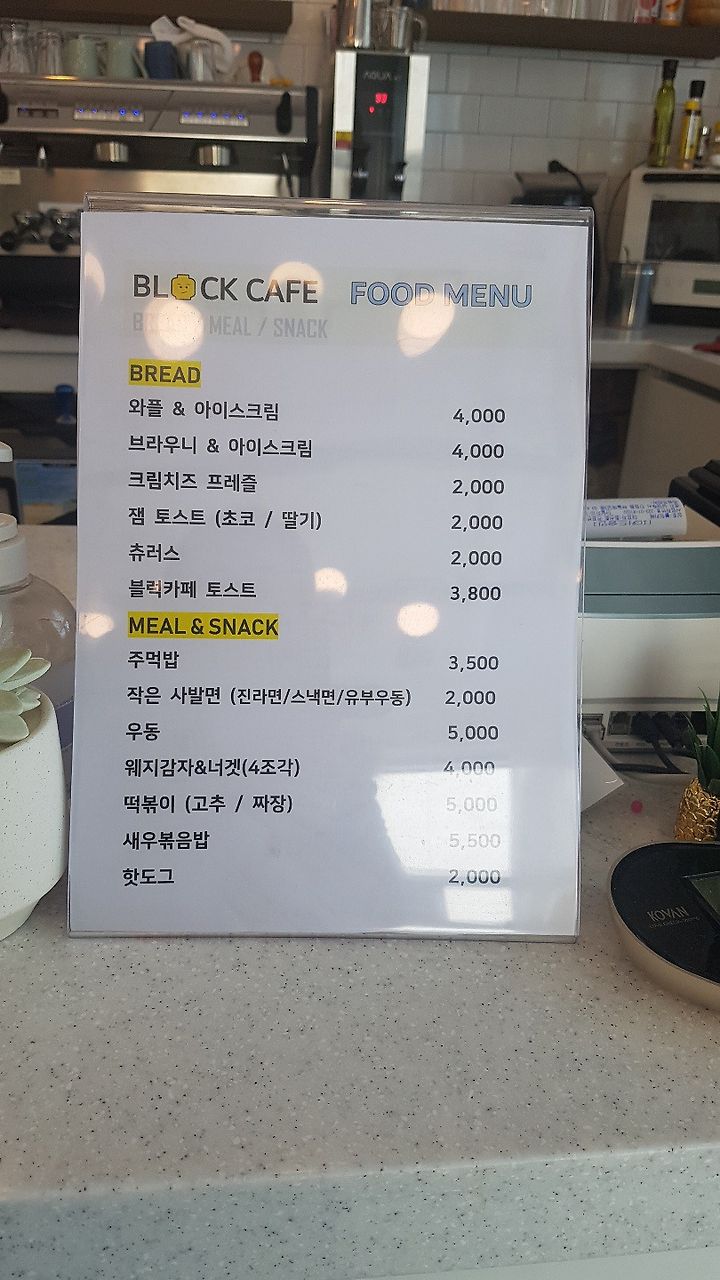 AQUA
93
BLOCK CAFE FOOD MENU
BREAD / MEAL / SNACK
BREAD
와플 & 아이스크림 4,000
브라우니 & 아이스크림 4,000
크림치즈 프레즐 2,000
잼 토스트 (초코 / 딸기) 2,000
츄러스 2,000
블럭카페 토스트 3,800
MEAL & SNACK
주먹밥 3,500
작은 사발면 (진라면/스낵면/유부우동) 2,000
우동 5,000
웨지감자&너겟(4조각) 4,000
떡볶이 (고추 / 짜장) 5,000
새우볶음밥 5,500
핫도그 2,000
KOVAN